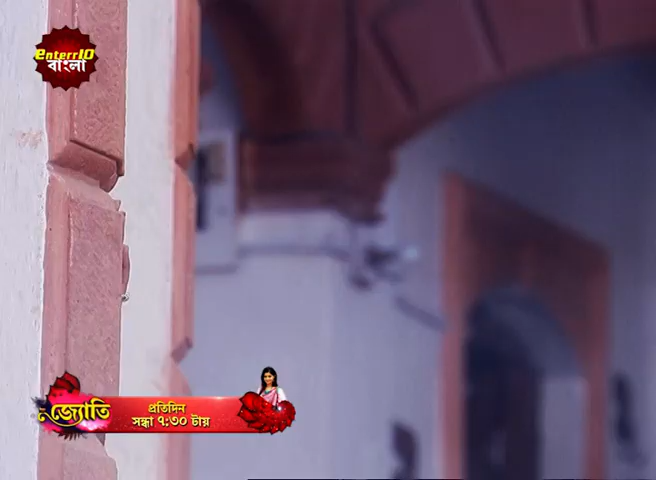 enterr10
বাংলা
জ্যোতি
প্রতিদিন
সন্ধা ৭:৩০ টায়